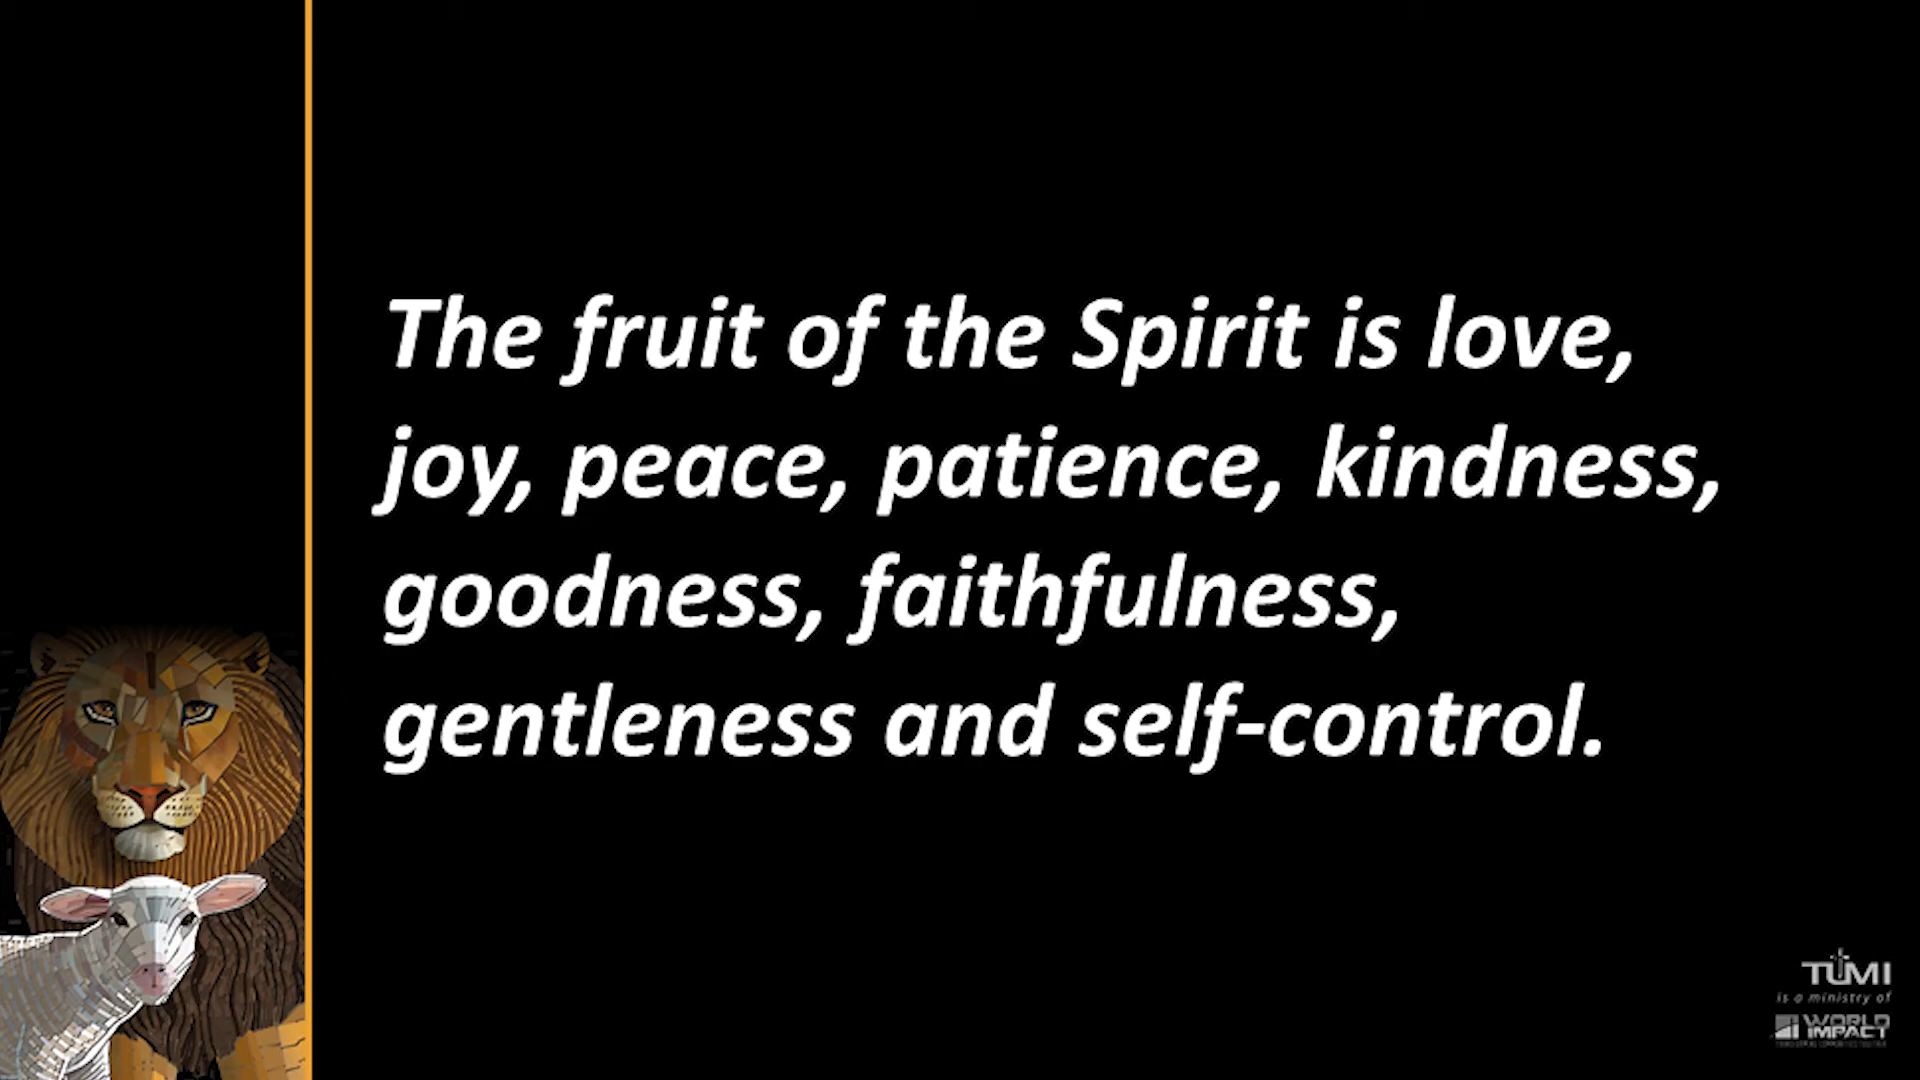 The fruit of the Spirit is love,
joy, peace, patience, kindness,
goodness, faithfulness,
gentleness and self-control.
TUMI
is a ministry of
WORLD
IMPACT